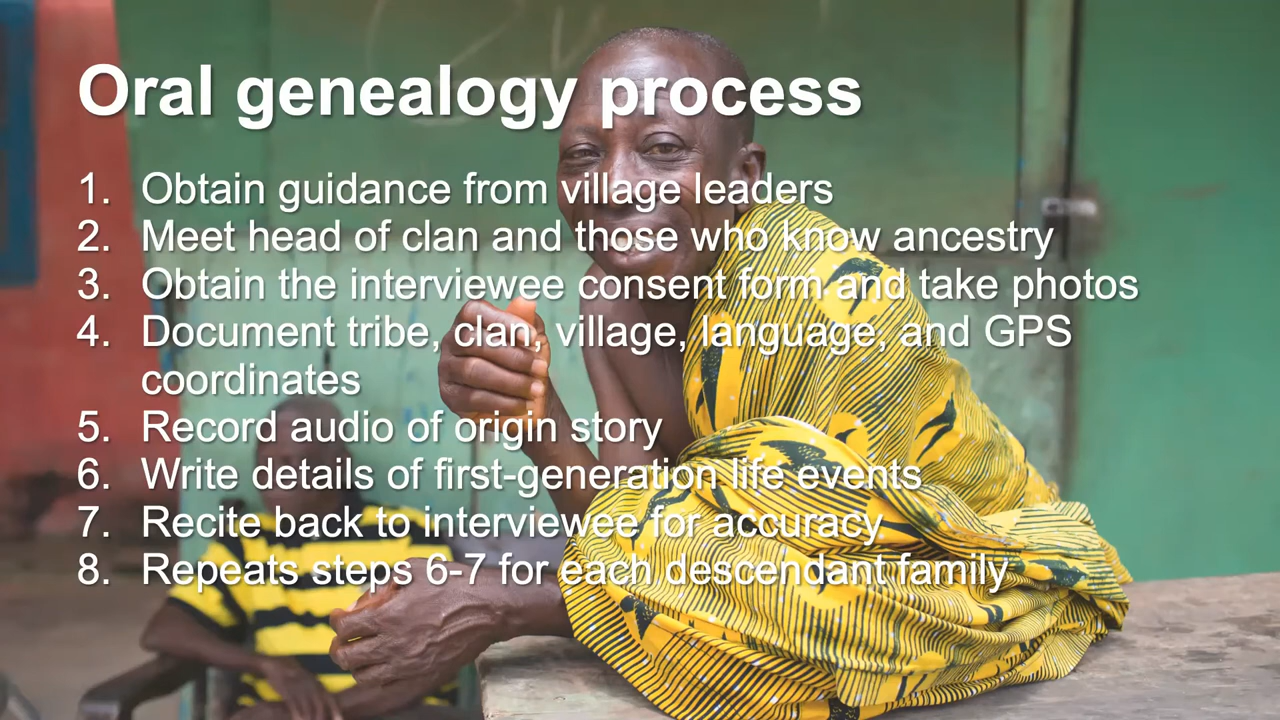 Oral genealogy process
1. Obtain guidance from village leaders
2. Meet head of clan and those who know ancestry
3. Obtain the interviewee consent form and take photos
4. Document tribe, clan, village, language, and GPS
coordinates
5. Record audio of origin story
6. Write details of first-generation life events
7. Recite back to interviewee for accuracy
8. Repeats steps 6-7 for each descendant family